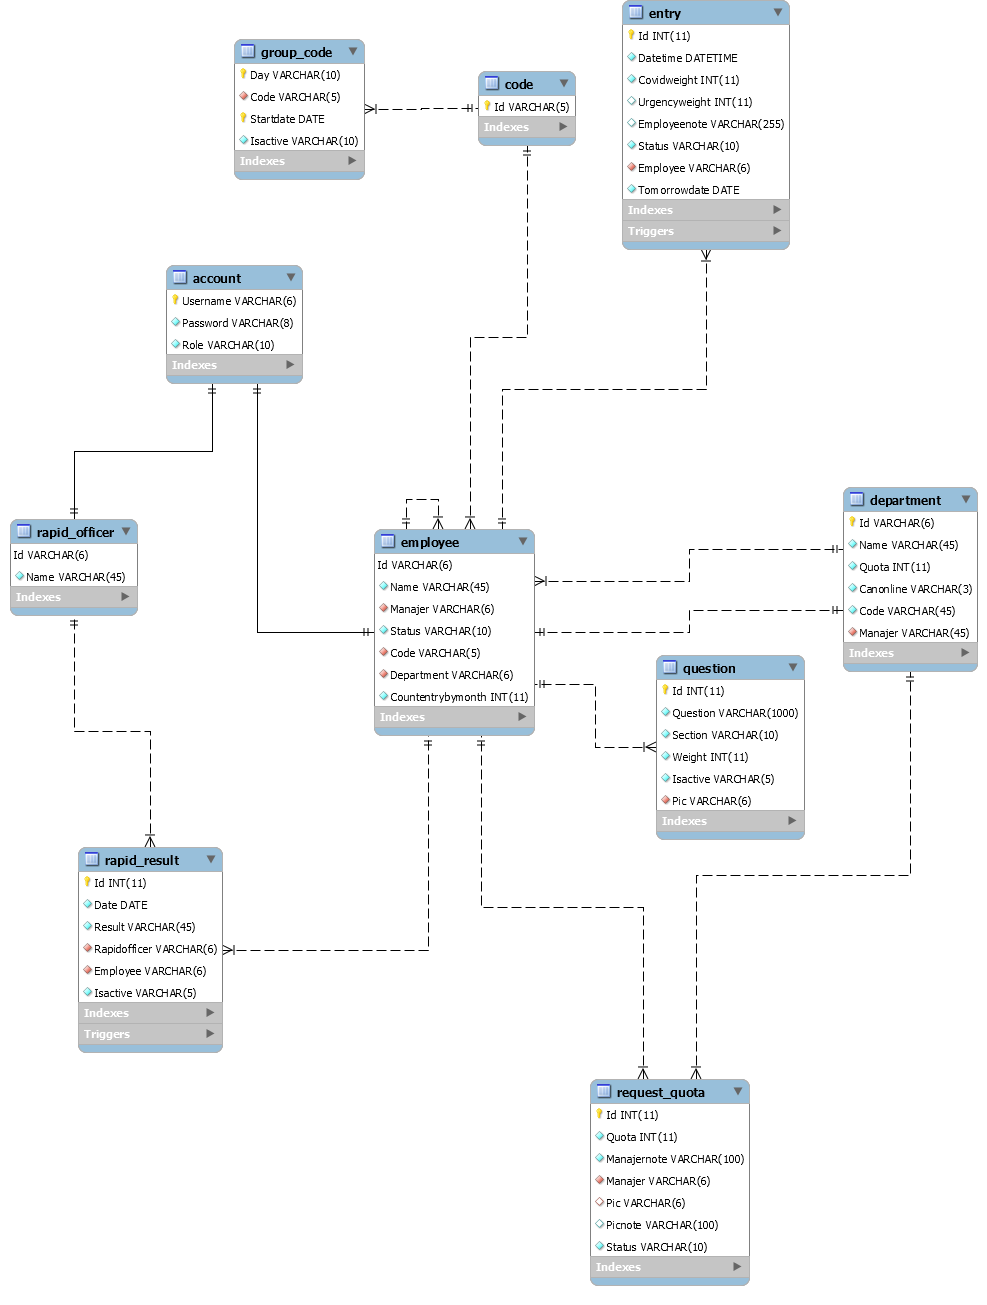 entry
Id INT(11)
Datetime DATETIME
Covidweight INT(11)
Urgencyweight INT(11)
Employeenote VARCHAR(255)
Status VARCHAR(10)
Employee VARCHAR(6)
Tomorrowdate DATE
Indexes
Triggers
group_code
Day VARCHAR(10)
Code VARCHAR(5)
Startdate DATE
Isactive VARCHAR(10)
Indexes
code
Id VARCHAR(5)
Indexes
account
Username VARCHAR(6)
Password VARCHAR(8)
Role VARCHAR(10)
Indexes
rapid_officer
Id VARCHAR(6)
Name VARCHAR(45)
Indexes
employee
Id VARCHAR(6)
Name VARCHAR(45)
Manajer VARCHAR(6)
Status VARCHAR(10)
Code VARCHAR(5)
Department VARCHAR(6)
Countentrybymonth INT(11)
Indexes
department
Id VARCHAR(6)
Name VARCHAR(45)
Quota INT(11)
Canonline VARCHAR(3)
Code VARCHAR(45)
Manajer VARCHAR(45)
Indexes
question
Id INT(11)
Question VARCHAR(1000)
Section VARCHAR(10)
Weight INT(11)
Isactive VARCHAR(5)
Pic VARCHAR(6)
Indexes
rapid_result
Id INT(11)
Date DATE
Result VARCHAR(45)
Rapidofficer VARCHAR(6)
Employee VARCHAR(6)
Isactive VARCHAR(5)
Indexes
Triggers
request_quota
Id INT(11)
Quota INT(11)
Manajernote VARCHAR(100)
Manajer VARCHAR(6)
Pic VARCHAR(6)
Picnote VARCHAR(100)
Status VARCHAR(10)
Indexes